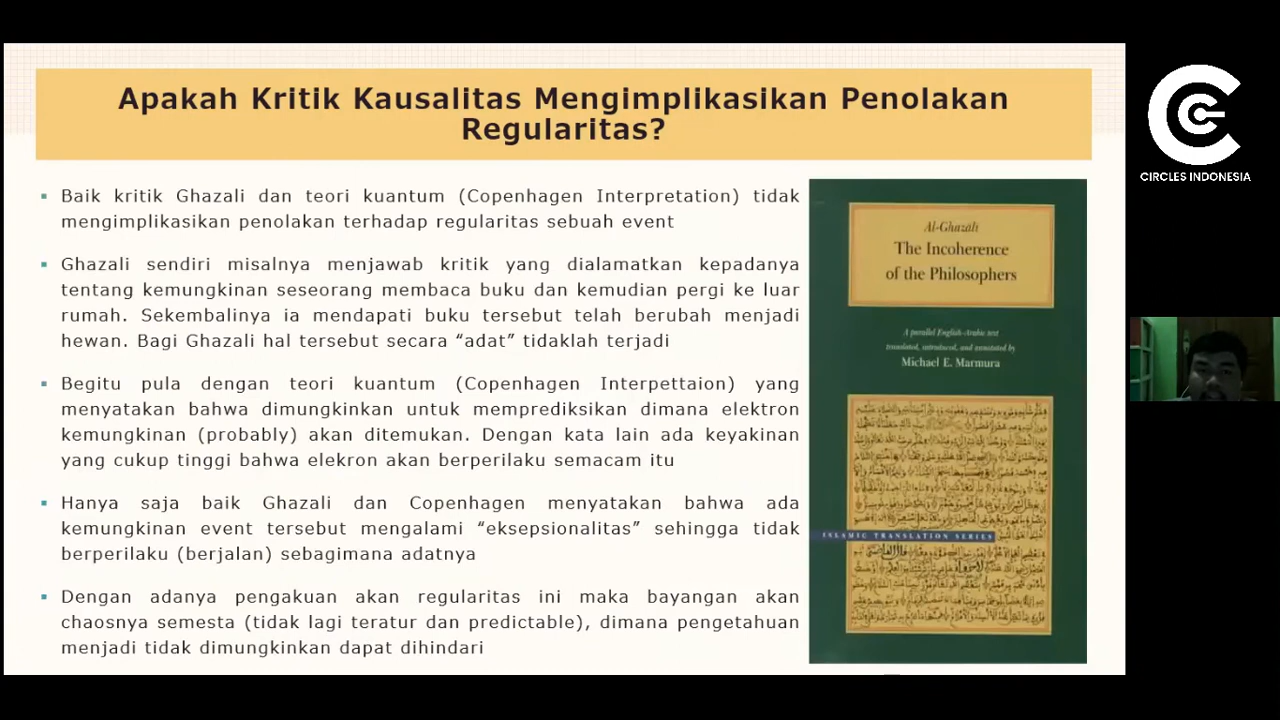 Apakah Kritik Kausalitas Mengimplikasikan Penolakan
Regularitas?
▪ Baik kritik Ghazali dan teori kuantum (Copenhagen Interpretation) tidak
mengimplikasikan penolakan terhadap regularitas sebuah event
▪ Ghazali sendiri misalnya menjawab kritik yang dialamatkan kepadanya
tentang kemungkinan seseorang membaca buku dan kemudian pergi ke luar
rumah. Sekembalinya ia mendapati buku tersebut telah berubah menjadi
hewan. Bagi Ghazali hal tersebut secara “adat” tidaklah terjadi
▪ Begitu pula dengan teori kuantum (Copenhagen Interpettaion) yang
menyatakan bahwa dimungkinkan untuk memprediksikan dimana elektron
kemungkinan (probably) akan ditemukan. Dengan kata lain ada keyakinan
yang cukup tinggi bahwa elekron akan berperilaku semacam itu
▪ Hanya saja baik Ghazali dan Copenhagen menyatakan bahwa ada
kemungkinan event tersebut mengalami “eksepsionalitas” sehingga tidak
berperilaku (berjalan) sebagimana adatnya
▪ Dengan adanya pengakuan akan regularitas ini maka bayangan akan
chaosnya semesta (tidak lagi teratur dan predictable), dimana pengetahuan
menjadi tidak dimungkinkan dapat dihindari
Al-Ghazālī
The Incoherence
of the Philosophers
A parallel English-Arabic text
translated, introduced, and annotated by
Michael E. Marmura
ISLAMIC TRANSLATION SERIES
CIRCLES INDONESIA